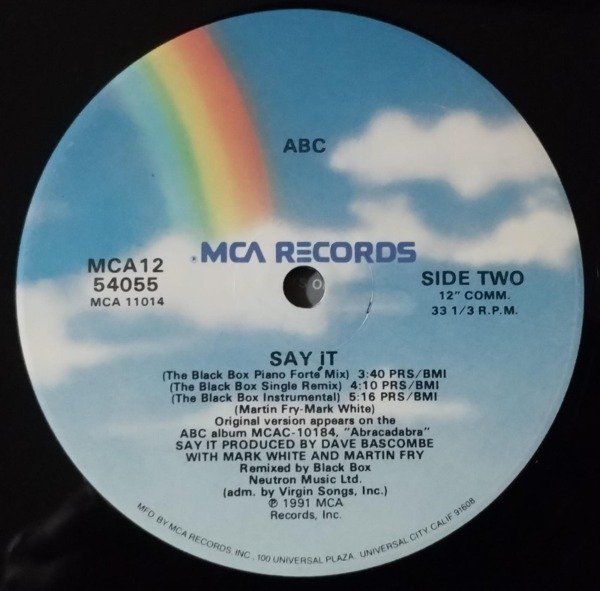 ABC
MCA RECORDS
MCA12
54055
MCA 11014
SIDE TWO
12" COMM.
33 1/3 R.P.M.
SAY IT
(The Black Box Piano Forte Mix) 3:40 PRS/BMI
(The Black Box Single Remix) 4:10 PRS/BMI
(The Black Box Instrumental) 5:16 PRS/BMI
(Martin Fry-Mark White)
Original version appears on the
ABC album MCAC-10184, "Abracadabra"
SAY IT PRODUCED BY DAVE BASCOMBE
WITH MARK WHITE AND MARTIN FRY
Remixed by Black Box
Neutron Music Ltd.
(adm. by Virgin Songs, Inc.)
℗ 1991 MCA
Records, Inc.
MFD. BY MCA RECORDS, INC., 100 UNIVERSAL PLAZA, UNIVERSAL CITY, CALIF 91608